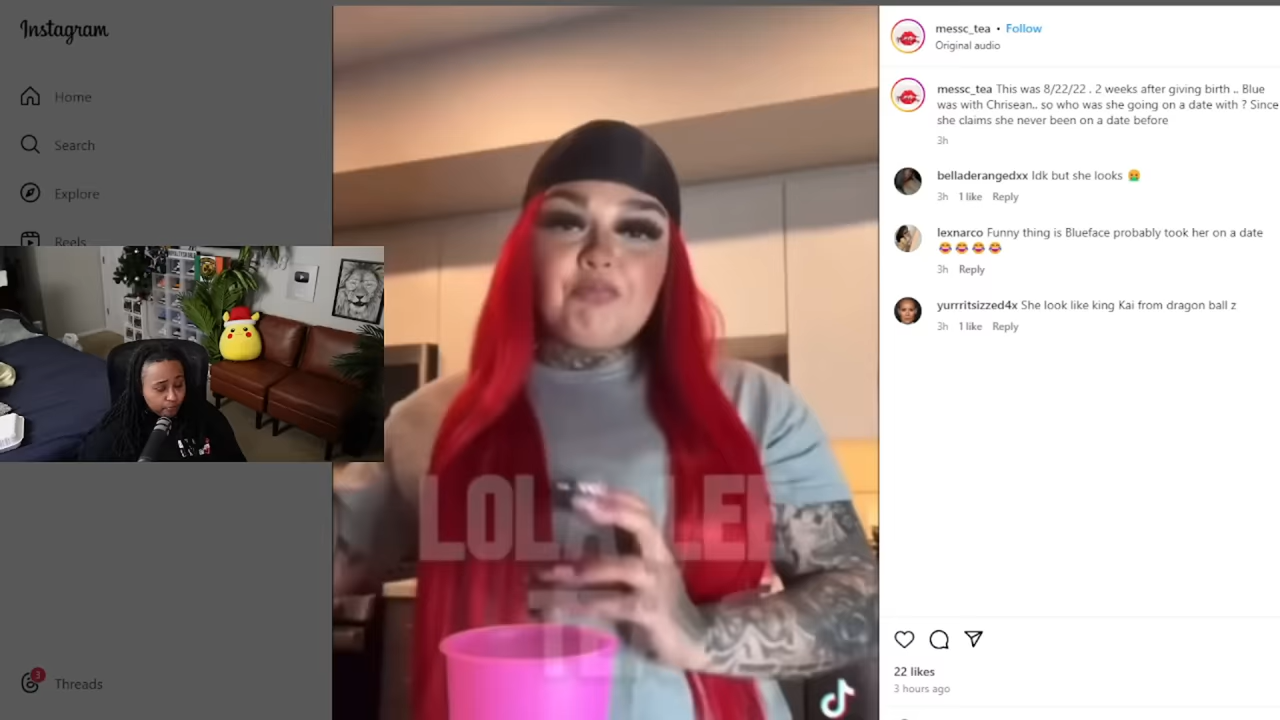 Instagram
Home
Search
Explore
Reels
3
Threads
LOL LEE
messc_tea • Follow
Original audio
messc_tea This was 8/22/22 . 2 weeks after giving birth .. Blue
was with Chrisean.. so who was she going on a date with ? Since
she claims she never been on a date before
3h
belladerangedxx Idk but she looks 🤮
3h 1 like Reply
lexnarco Funny thing is Blueface probably took her on a date
😂😂😂😂
3h Reply
yurrritsizzed4x She look like king Kai from dragon ball z
3h 1 like Reply
22 likes
3 hours ago